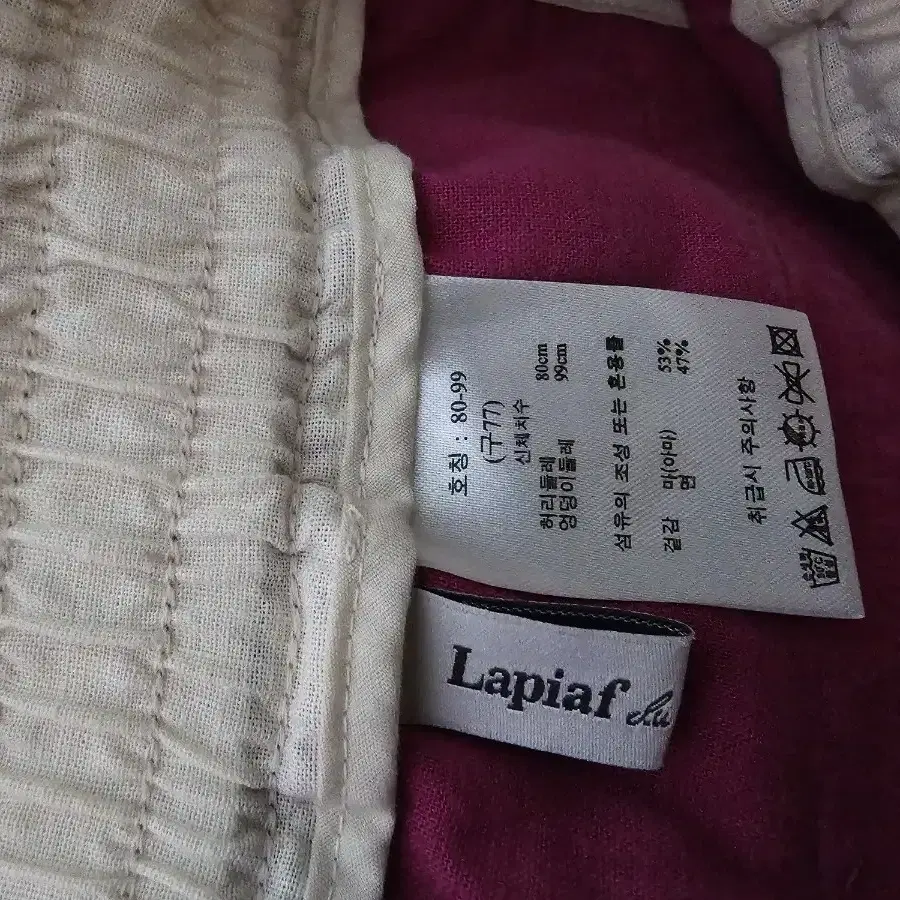 호칭 : 80-99
(구77)
신체치수
허리둘레 80cm
엉덩이둘레 99cm
섬유의 조성 또는 혼용률
겉감 마(아마) 53%
면 47%
취급시 주의사항
Lapiaf